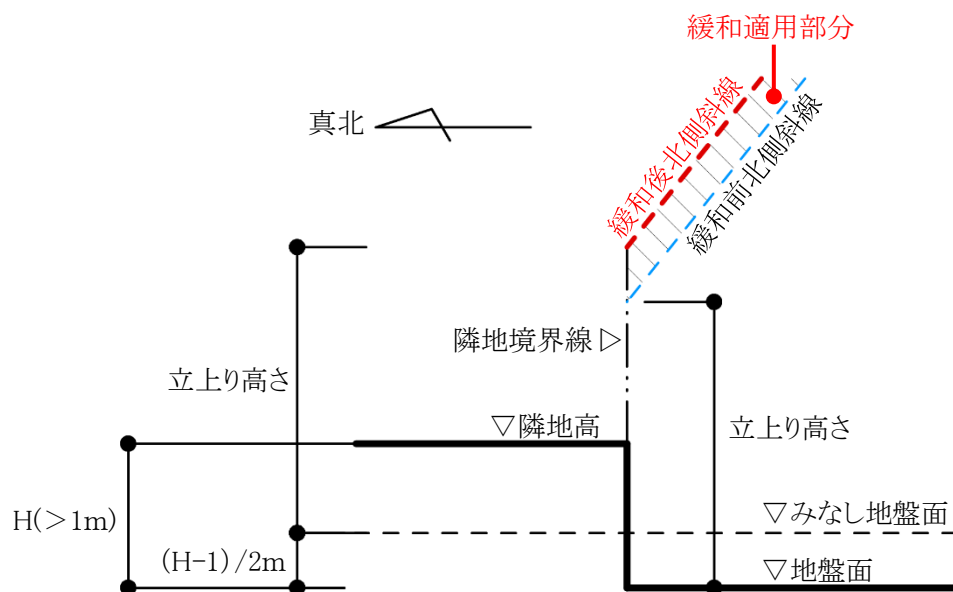 緩和適用部分
真北
緩和後北側斜線
緩和前北側斜線
隣地境界線▷
立上り高さ
▽隣地高
立上り高さ
H(>1m)
▽みなし地盤面
(H-1)/2m
▽地盤面